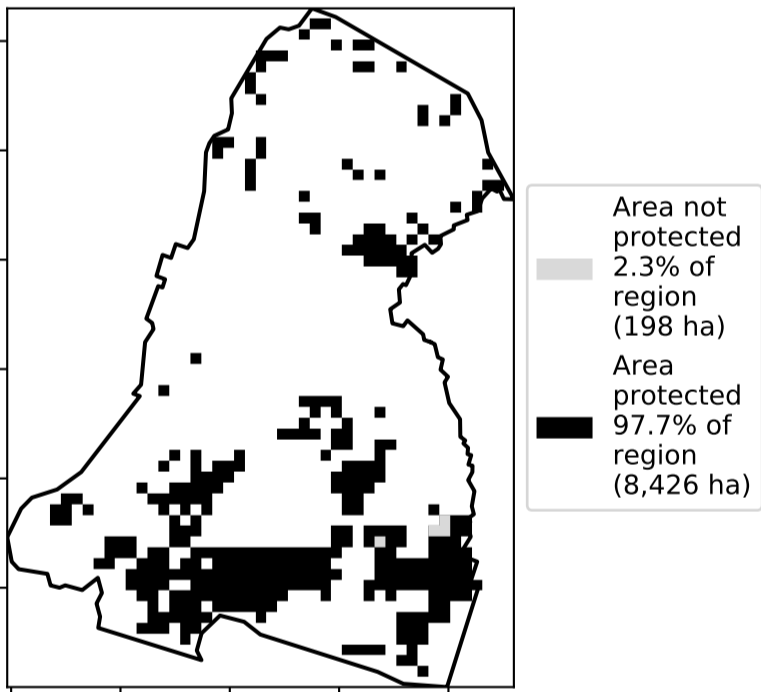 Area not
protected
2.3% of
region
(198 ha)
Area
protected
97.7% of
region
(8,426 ha)